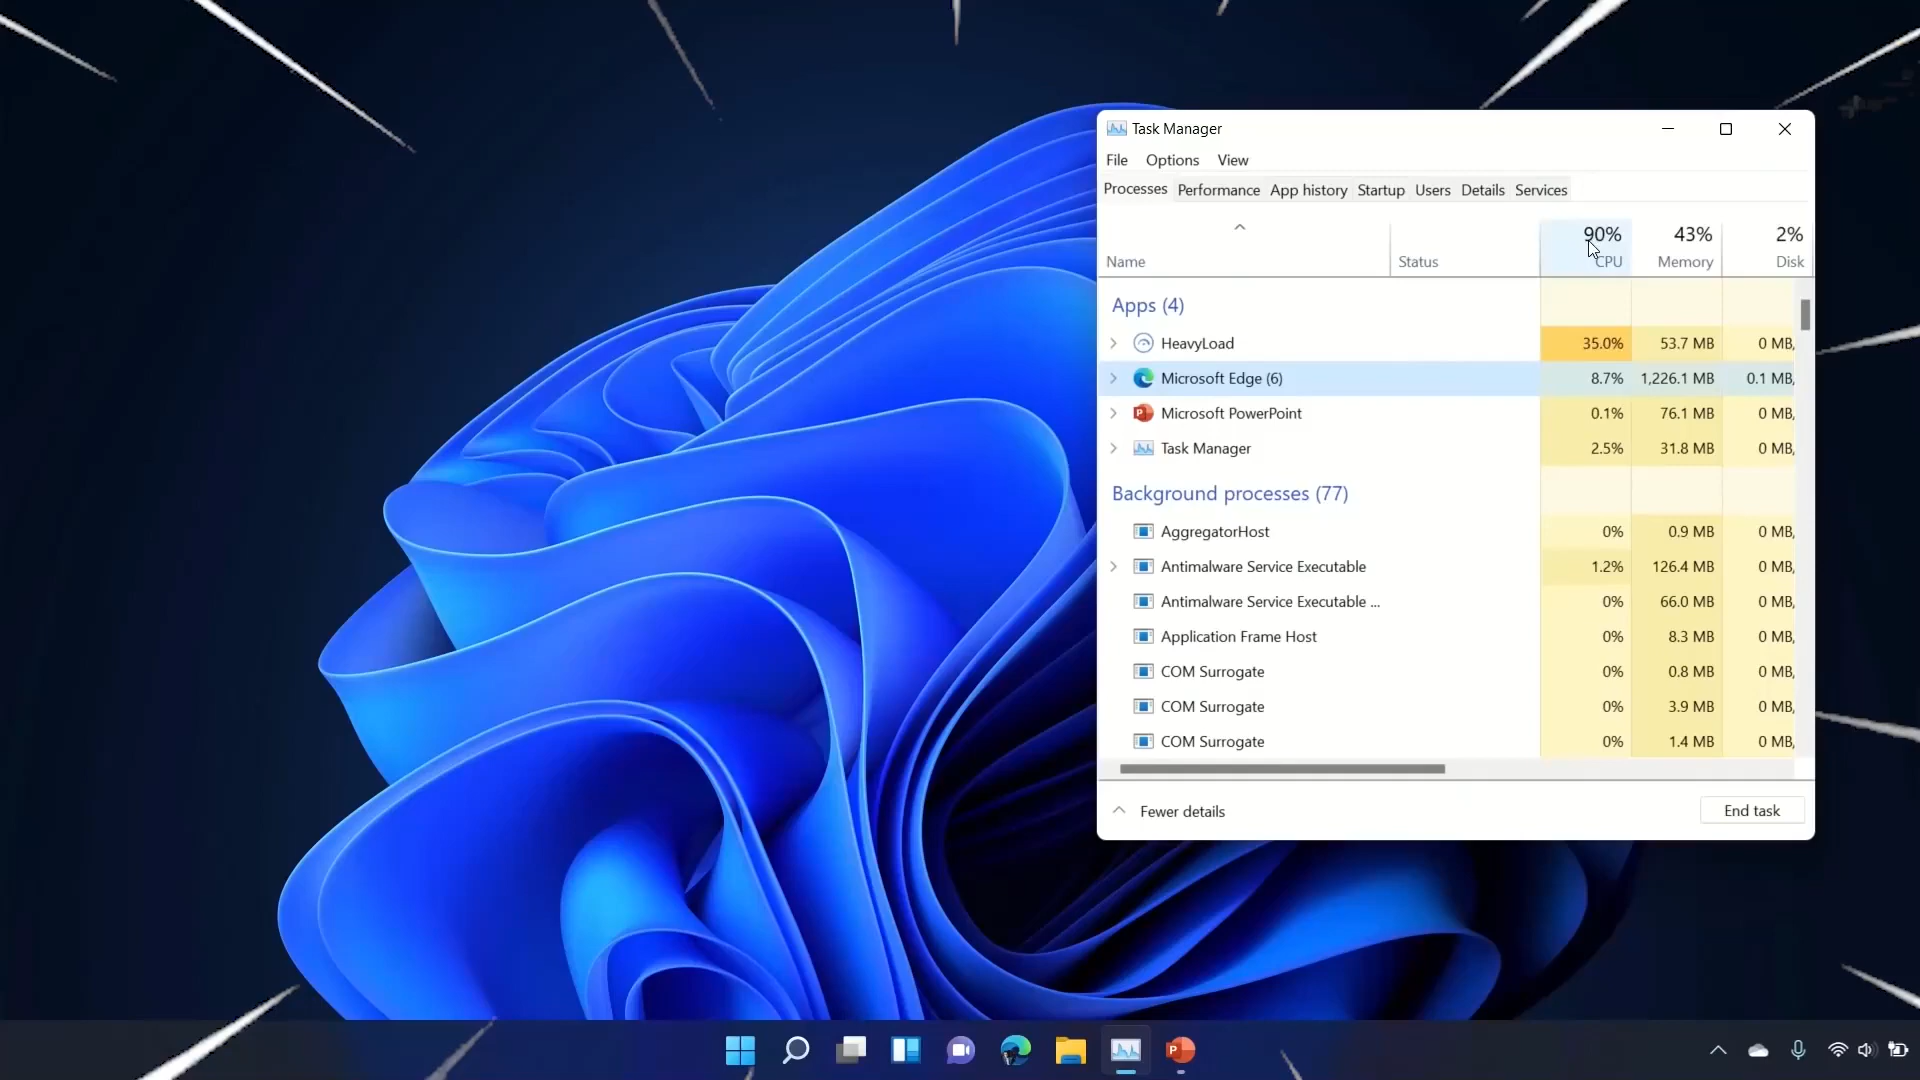 Task Manager
File Options View
Processes Performance App history Startup Users Details Services
90% 43% 2%
Name Status CPU Memory Disk
Apps (4)
HeavyLoad 35.0% 53.7 MB 0 MB,
Microsoft Edge (6) 8.7% 1,226.1 MB 0.1 MB,
Microsoft PowerPoint 0.1% 76.1 MB 0 MB,
Task Manager 2.5% 31.8 MB 0 MB,
Background processes (77)
AggregatorHost 0% 0.9 MB 0 MB,
Antimalware Service Executable 1.2% 126.4 MB 0 MB,
Antimalware Service Executable ... 0% 66.0 MB 0 MB,
Application Frame Host 0% 8.3 MB 0 MB,
COM Surrogate 0% 0.8 MB 0 MB,
COM Surrogate 0% 3.9 MB 0 MB,
COM Surrogate 0% 1.4 MB 0 MB,
Fewer details End task